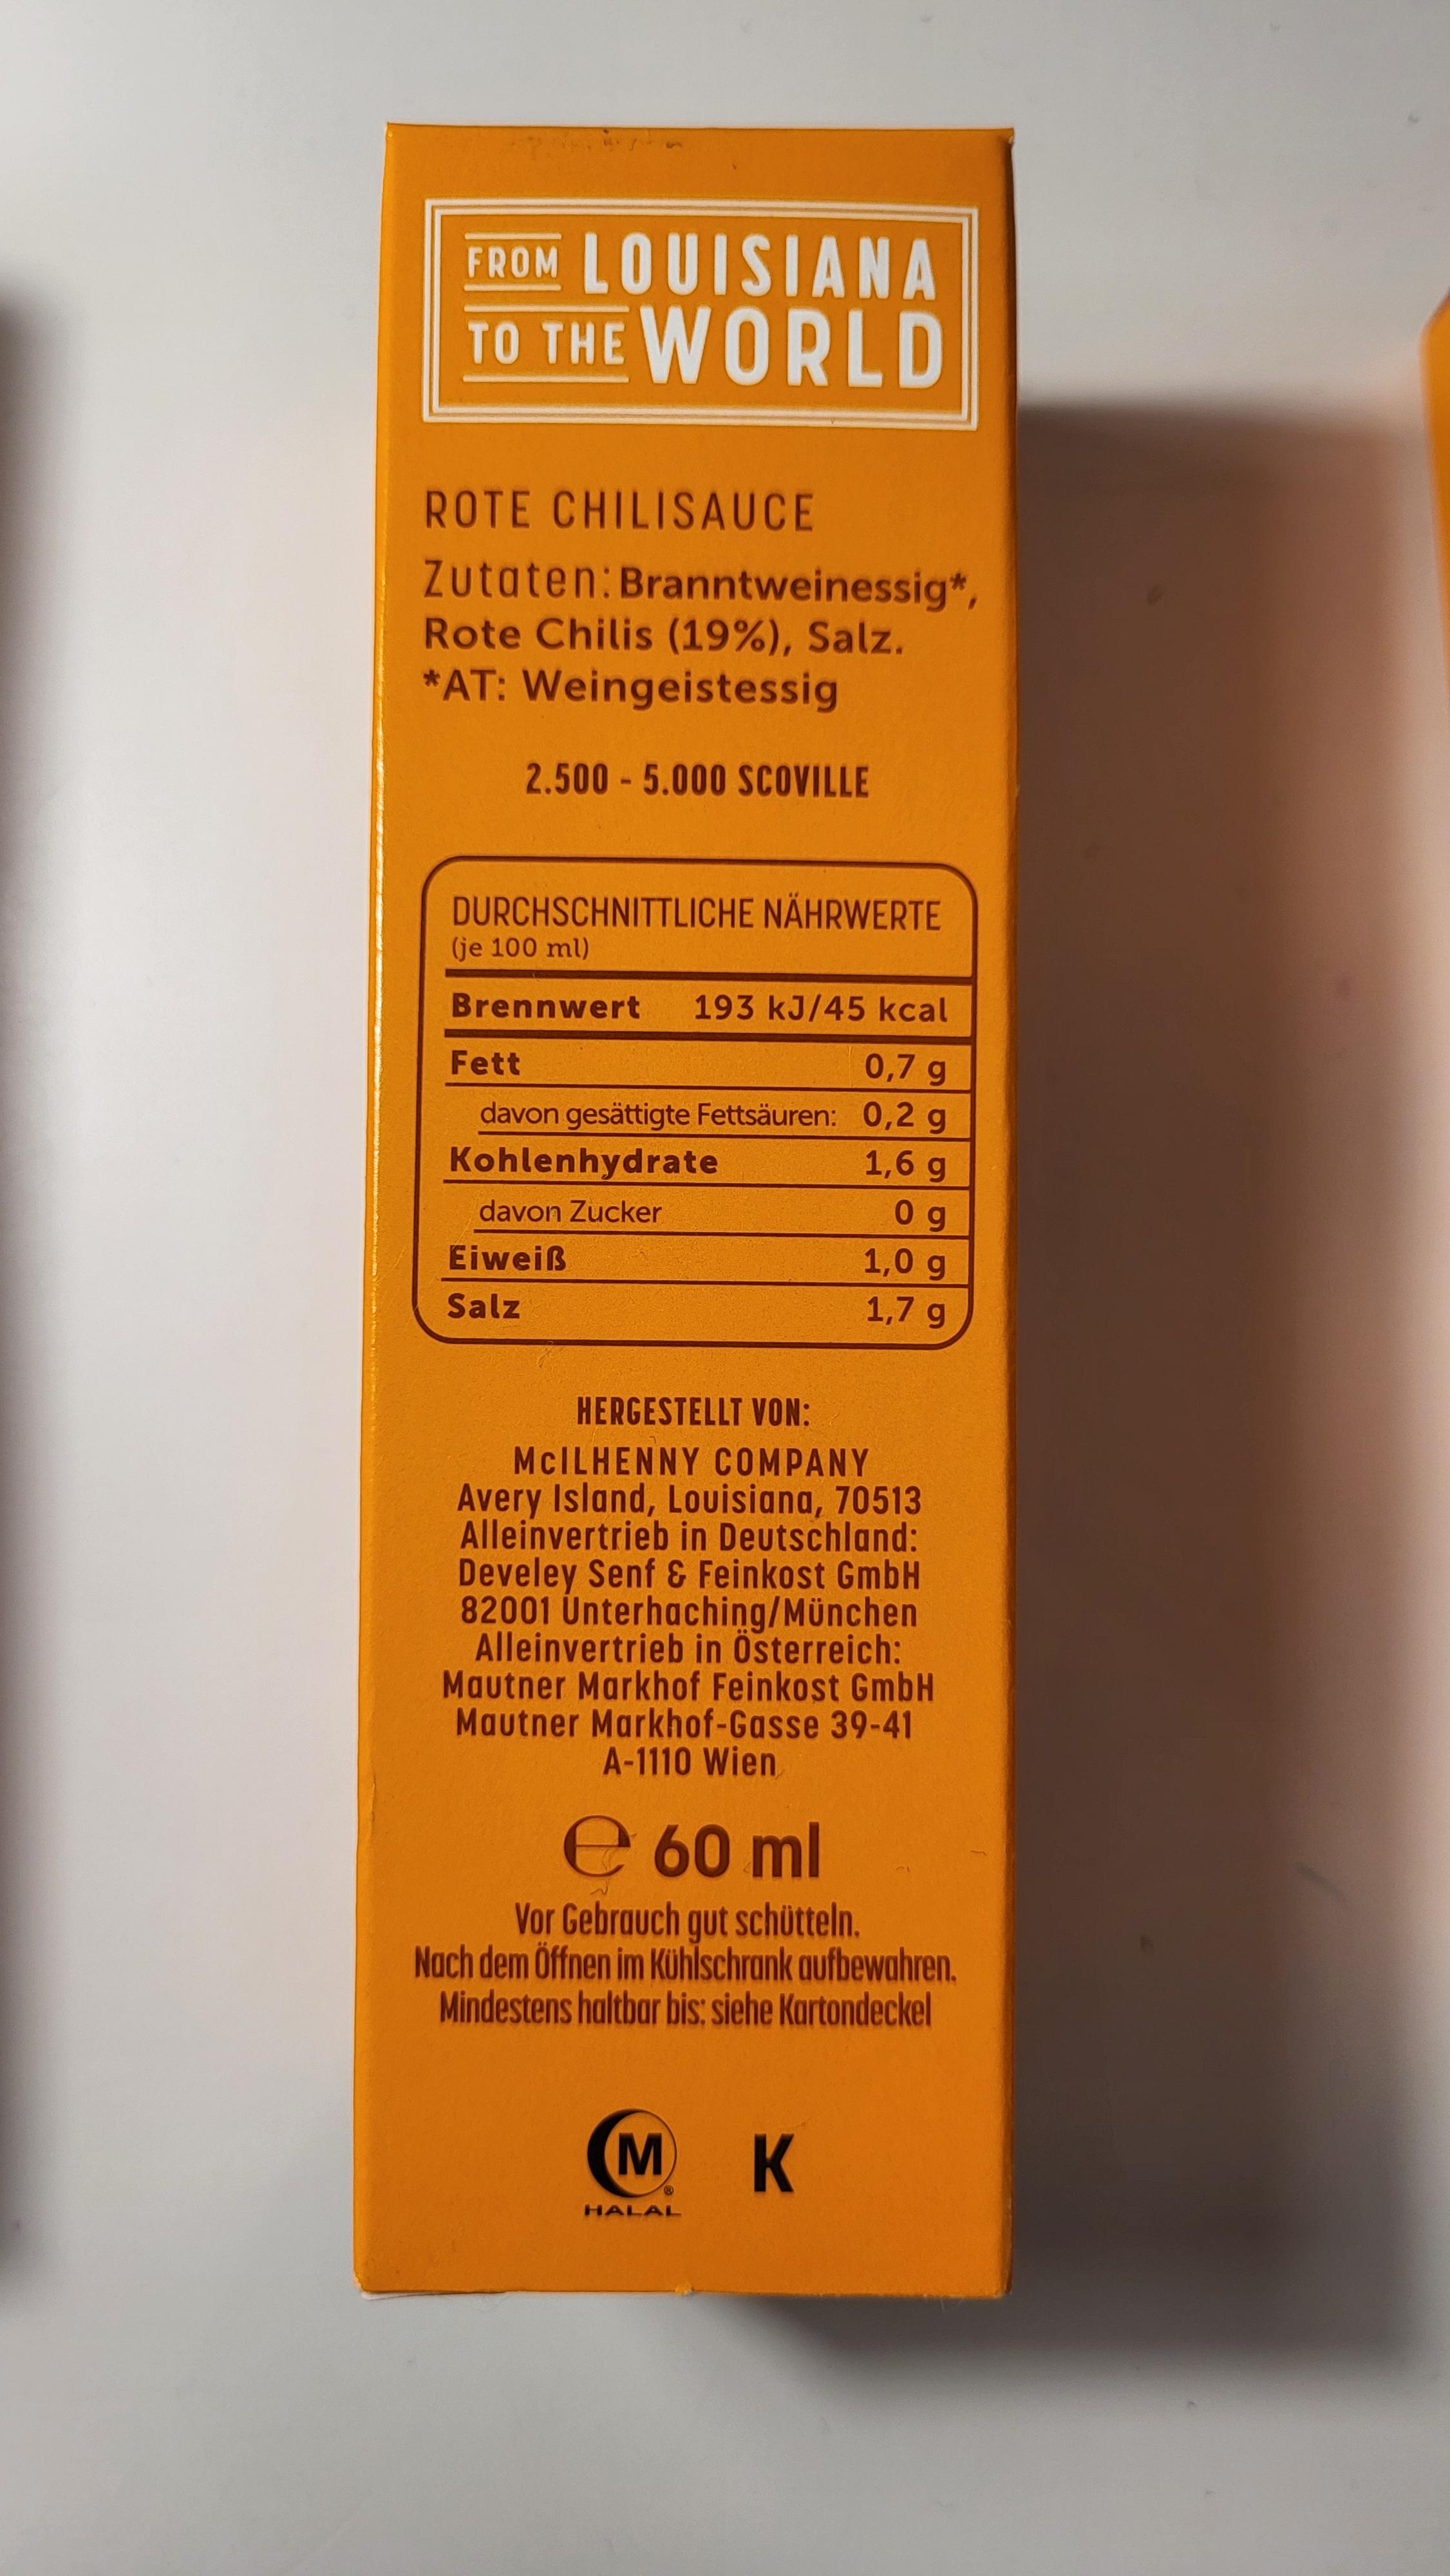 FROM LOUISIANA
TO THE WORLD
ROTE CHILISAUCE
Zutaten: Branntweinessig*,
Rote Chilis (19%), Salz.
*AT: Weingeistessig
2.500 - 5.000 SCOVILLE
DURCHSCHNITTLICHE NÄHRWERTE
(je 100 ml)
Brennwert 193 kJ/45 kcal
Fett 0,7 g
davon gesättigte Fettsäuren: 0,2 g
Kohlenhydrate 1,6 g
davon Zucker 0 g
Eiweiß 1,0 g
Salz 1,7 g
HERGESTELLT VON:
McILHENNY COMPANY
Avery Island, Louisiana, 70513
Alleinvertrieb in Deutschland:
Develey Senf & Feinkost GmbH
82001 Unterhaching/München
Alleinvertrieb in Österreich:
Mautner Markhof Feinkost GmbH
Mautner Markhof-Gasse 39-41
A-1110 Wien
℮ 60 ml
Vor Gebrauch gut schütteln.
Nach dem Öffnen im Kühlschrank aufbewahren.
Mindestens haltbar bis: siehe Kartondeckel
M® K
HALAL